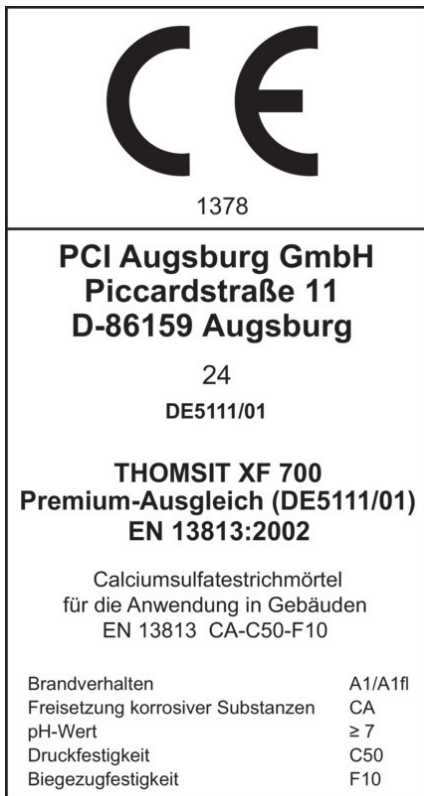 CE
1378
PCI Augsburg GmbH
Piccardstraße 11
D-86159 Augsburg
24
DE5111/01
THOMSIT XF 700
Premium-Ausgleich (DE5111/01)
EN 13813:2002
Calciumsulfatestrichmörtel
für die Anwendung in Gebäuden
EN 13813 CA-C50-F10
Brandverhalten A1/A1fl
Freisetzung korrosiver Substanzen CA
pH-Wert ≥ 7
Druckfestigkeit C50
Biegezugfestigkeit F10